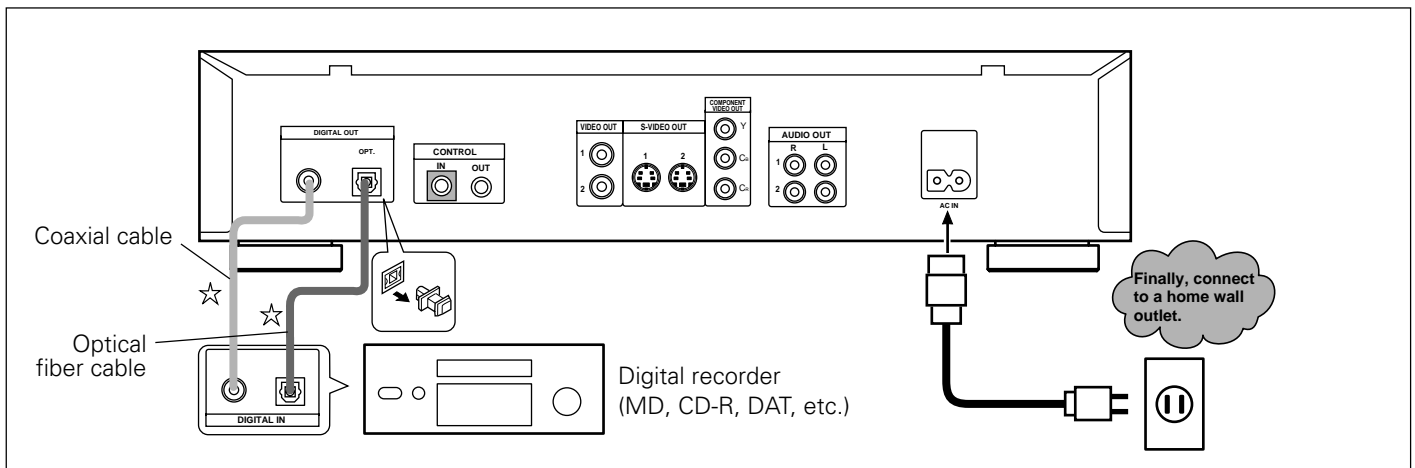 DIGITAL OUT
OPT.
CONTROL
IN
OUT
VIDEO OUT
1
2
S-VIDEO OUT
1 2
COMPONENT
VIDEO OUT
Y
CB
CR
AUDIO OUT
R L
1
2
AC IN
Coaxial cable
Optical
fiber cable
DIGITAL IN
Digital recorder
(MD, CD-R, DAT, etc.)
Finally, connect
to a home wall
outlet.